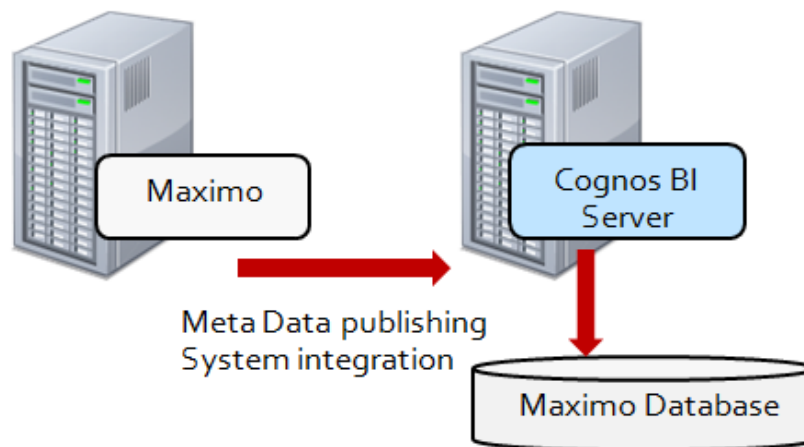 Maximo
Cognos BI
Server
Meta Data publishing
System integration
Maximo Database